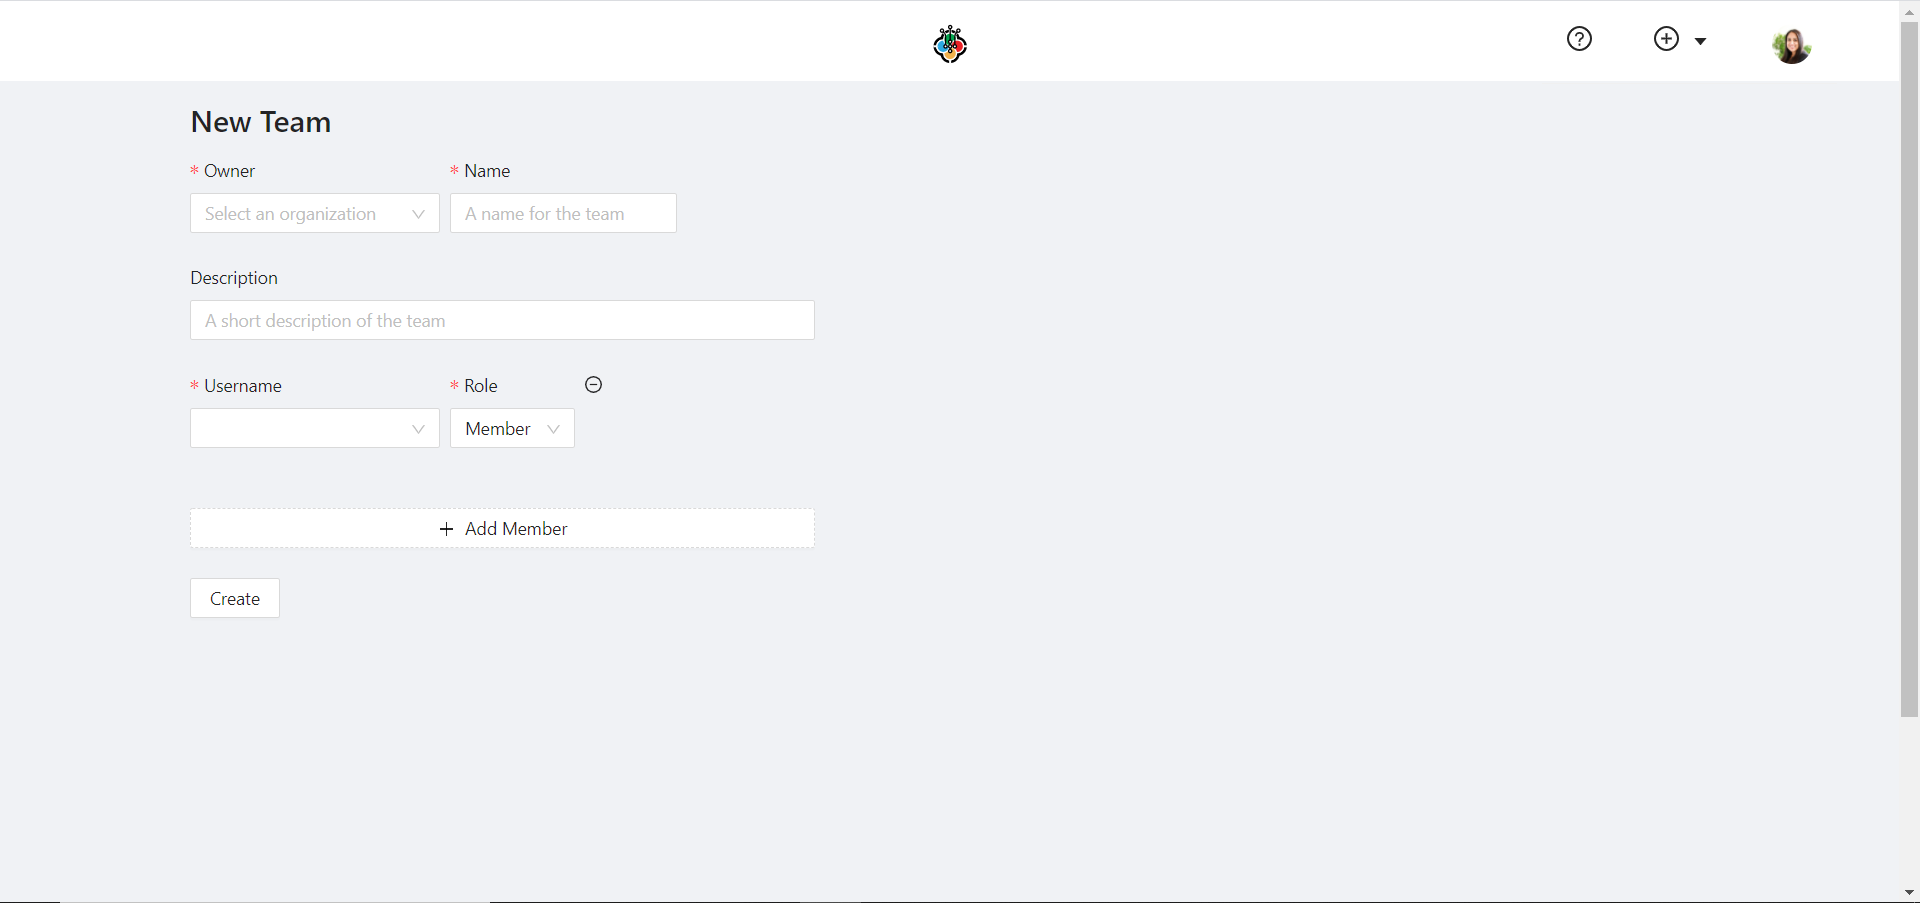 New Team
* Owner * Name
Select an organization A name for the team
Description
A short description of the team
* Username * Role
Member
Add Member
Create